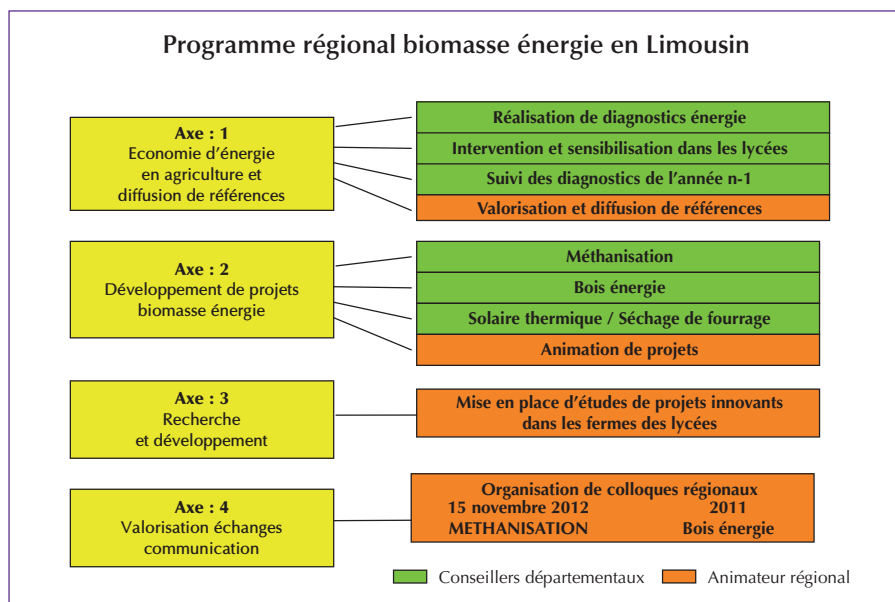 Programme régional biomasse énergie en Limousin
Axe : 1
Economie d'énergie
en agriculture et
diffusion de références
Réalisation de diagnostics énergie
Intervention et sensibilisation dans les lycées
Suivi des diagnostics de l'année n-1
Valorisation et diffusion de références
Axe : 2
Développement de projets
biomasse énergie
Méthanisation
Bois énergie
Solaire thermique / Séchage de fourrage
Animation de projets
Axe : 3
Recherche
et développement
Mise en place d'études de projets innovants
dans les fermes des lycées
Axe : 4
Valorisation échanges
communication
Organisation de colloques régionaux
15 novembre 2012 2011
METHANISATION Bois énergie
Conseillers départementaux Animateur régional